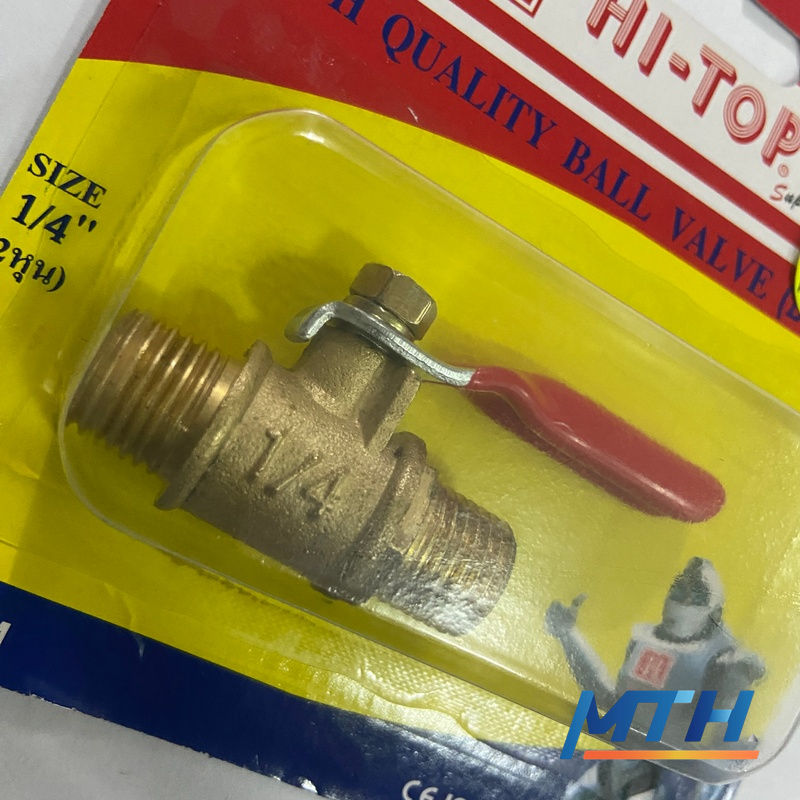 HI-TOP®
QUALITY BALL VALVE
SIZE
1/4"
หุน)
1/4
MTH